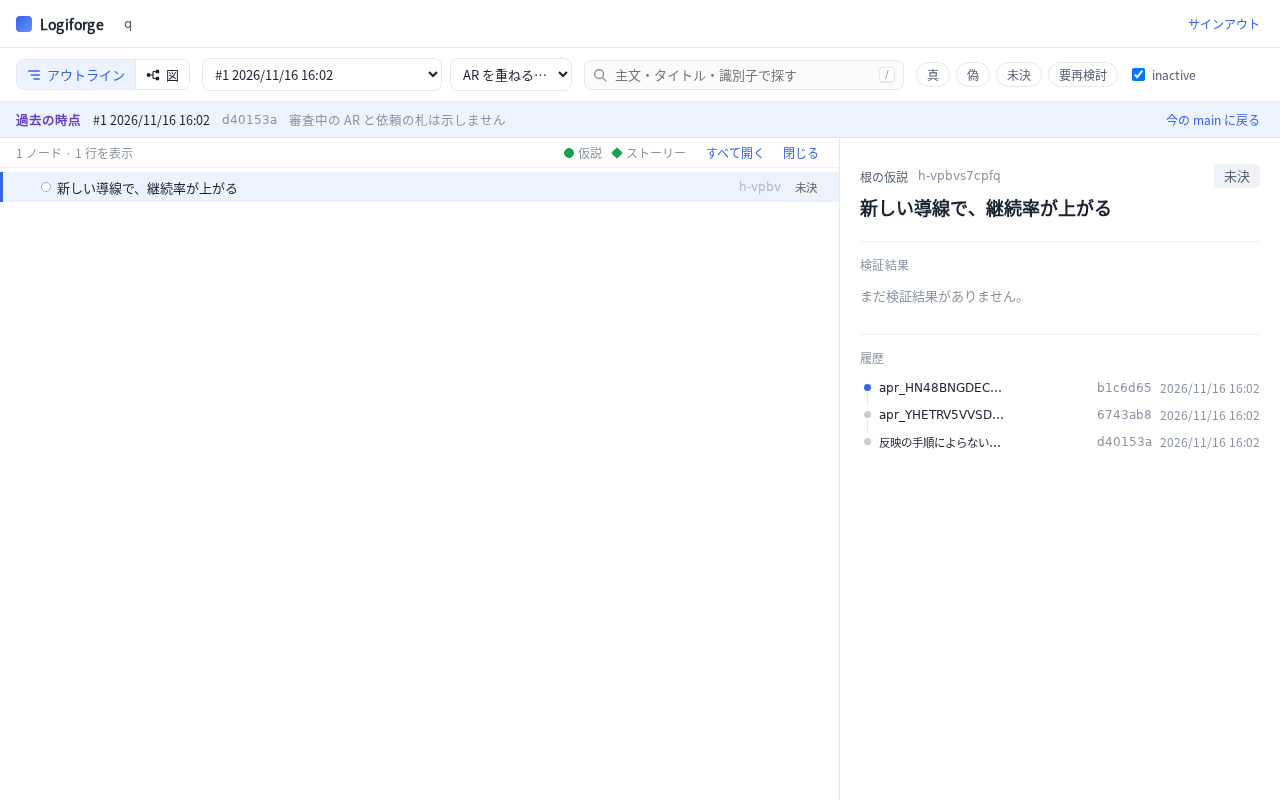 Logiforge q サインアウト
アウトライン 図 #1 2026/11/16 16:02 AR を重ねる… 主文・タイトル・識別子で探す / 真 偽 未決 要再検討 inactive
過去の時点 #1 2026/11/16 16:02 d40153a 審査中の AR と依頼の札は示しません 今の main に戻る
1 ノード · 1 行を表示 仮説 ストーリー すべて開く 閉じる
新しい導線で、継続率が上がる h-vpbv 未決
根の仮説 h-vpbvs7cpfq 未決
新しい導線で、継続率が上がる
検証結果
まだ検証結果がありません。
履歴
apr_HN48BNGDEC… b1c6d65 2026/11/16 16:02
apr_YHETRV5VVSD… 6743ab8 2026/11/16 16:02
反映の手順によらない… d40153a 2026/11/16 16:02